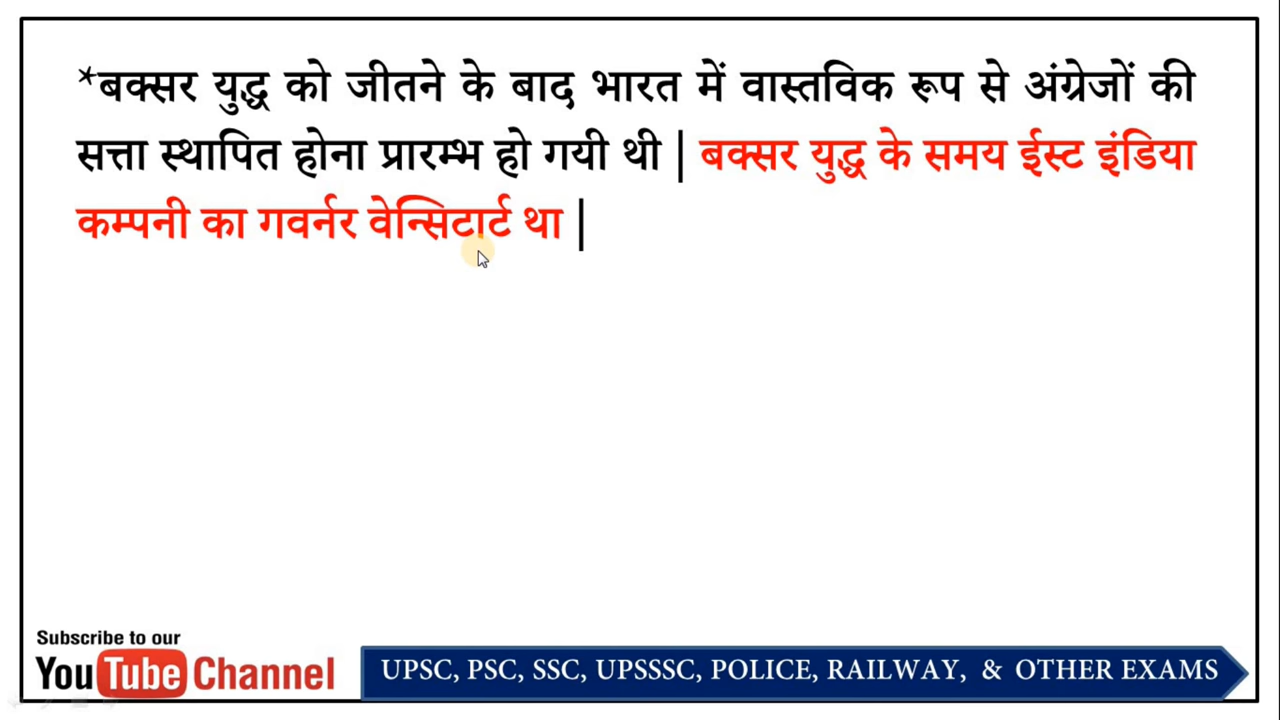 *बक्सर युद्ध को जीतने के बाद भारत में वास्तविक रूप से अंग्रेजों की
सत्ता स्थापित होना प्रारम्भ हो गयी थी | बक्सर युद्ध के समय ईस्ट इंडिया
कम्पनी का गवर्नर वेन्सिटार्ट था |
Subscribe to our
YouTube Channel
UPSC, PSC, SSC, UPSSSC, POLICE, RAILWAY, & OTHER EXAMS